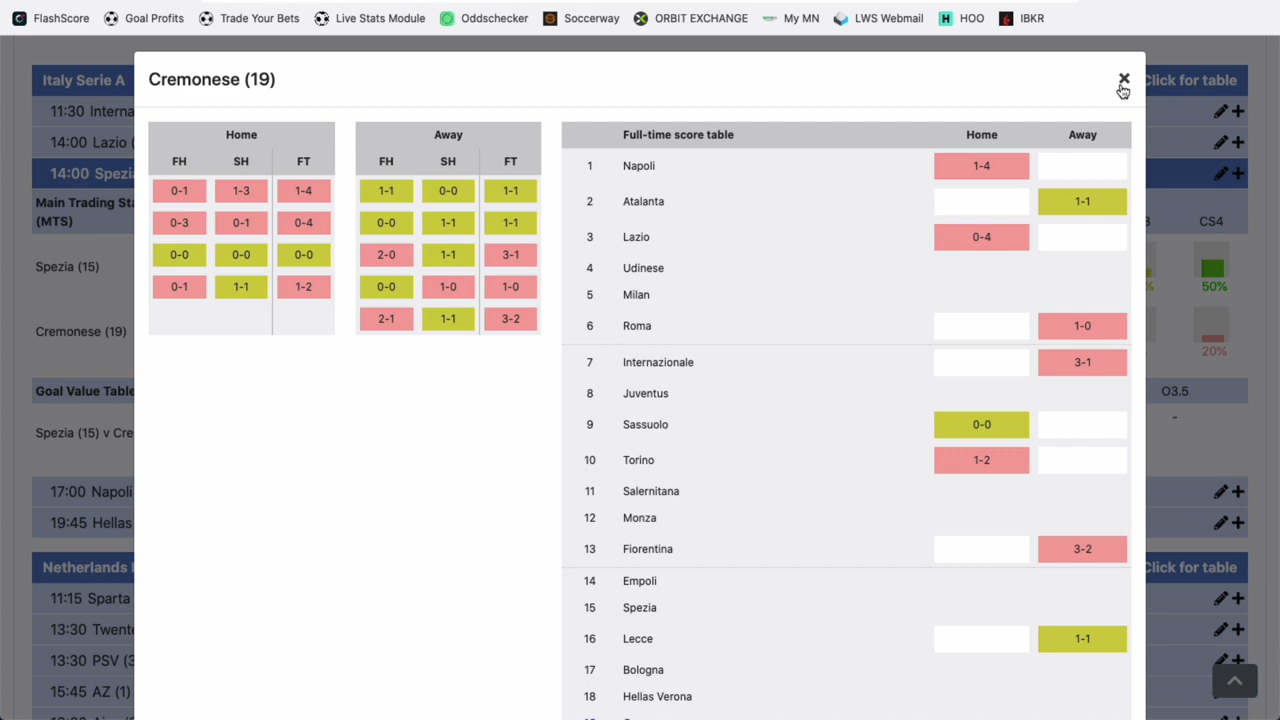 FlashScore Goal Profits Trade Your Bets Live Stats Module Oddschecker Soccerway ORBIT EXCHANGE My MN LWS Webmail HOO IBKR
Italy Serie A
11:30 Interna
14:00 Lazio (
14:00 Spezi
Main Trading Sta
(MTS)
Spezia (15)
Cremonese (19)
Goal Value Table
Spezia (15) v Cre
17:00 Napoli
19:45 Hellas
Netherlands
11:15 Sparta
13:30 Twente
13:30 PSV (3
15:45 AZ (1)
Cremonese (19)
Home
FH SH FT
0-1 1-3 1-4
0-3 0-1 0-4
0-0 0-0 0-0
0-1 1-1 1-2
Away
FH SH FT
1-1 0-0 1-1
0-0 1-1 1-1
2-0 1-1 3-1
0-0 1-0 1-0
2-1 1-1 3-2
Full-time score table Home Away
1 Napoli 1-4
2 Atalanta 1-1
3 Lazio 0-4
4 Udinese
5 Milan
6 Roma 1-0
7 Internazionale 3-1
8 Juventus
9 Sassuolo 0-0
10 Torino 1-2
11 Salernitana
12 Monza
13 Fiorentina 3-2
14 Empoli
15 Spezia
16 Lecce 1-1
17 Bologna
18 Hellas Verona
Click for table
CS4
50%
20%
O3.5
-
Click for table